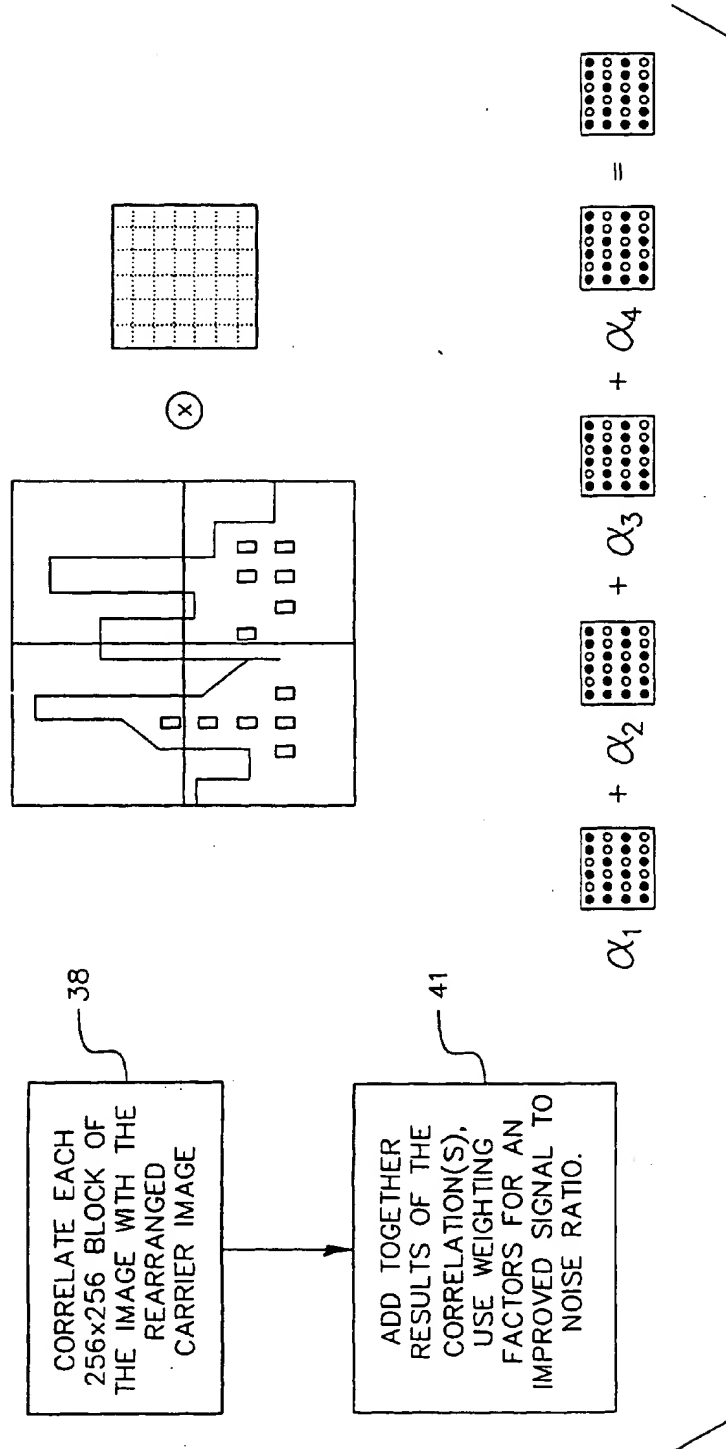 CORRELATE EACH
256x256 BLOCK OF
THE IMAGE WITH THE
REARRANGED
CARRIER IMAGE
38
X
ADD TOGETHER
RESULTS OF THE
CORRELATION(S),
USE WEIGHTING
FACTORS FOR AN
IMPROVED SIGNAL TO
NOISE RATIO.
41
α1 + α2 + α3 + α4 =